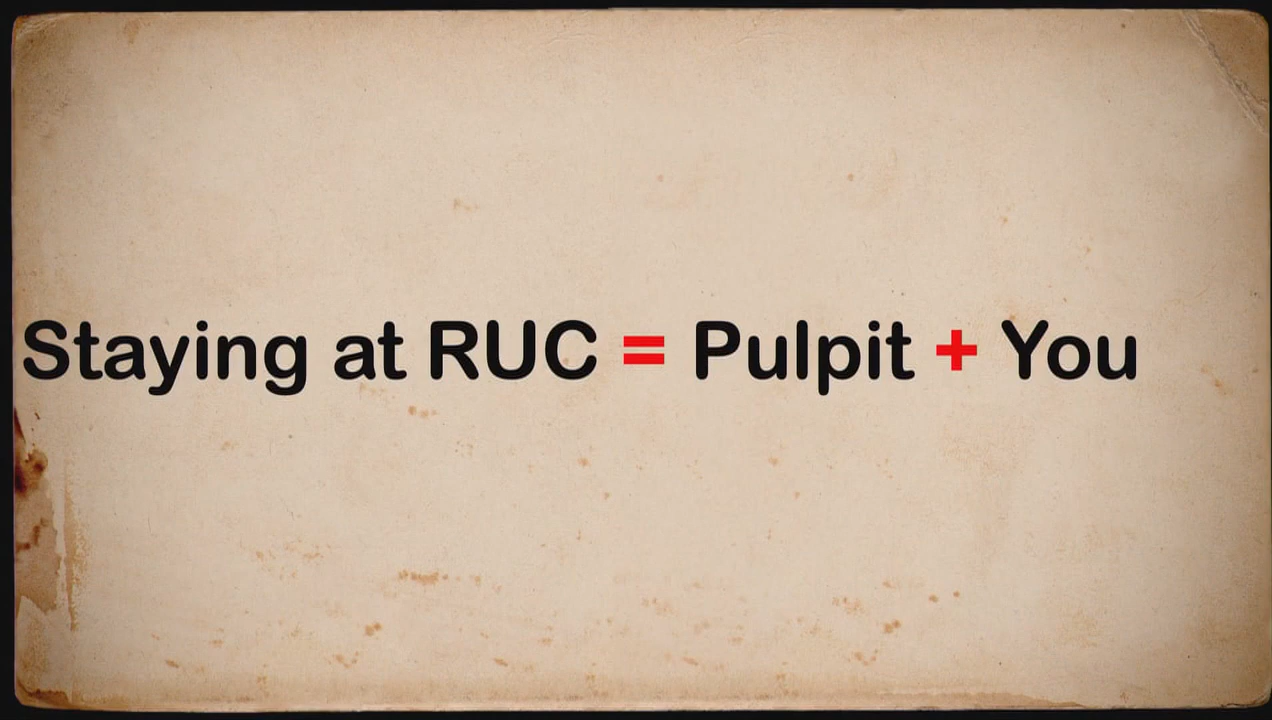 Staying at RUC = Pulpit + You